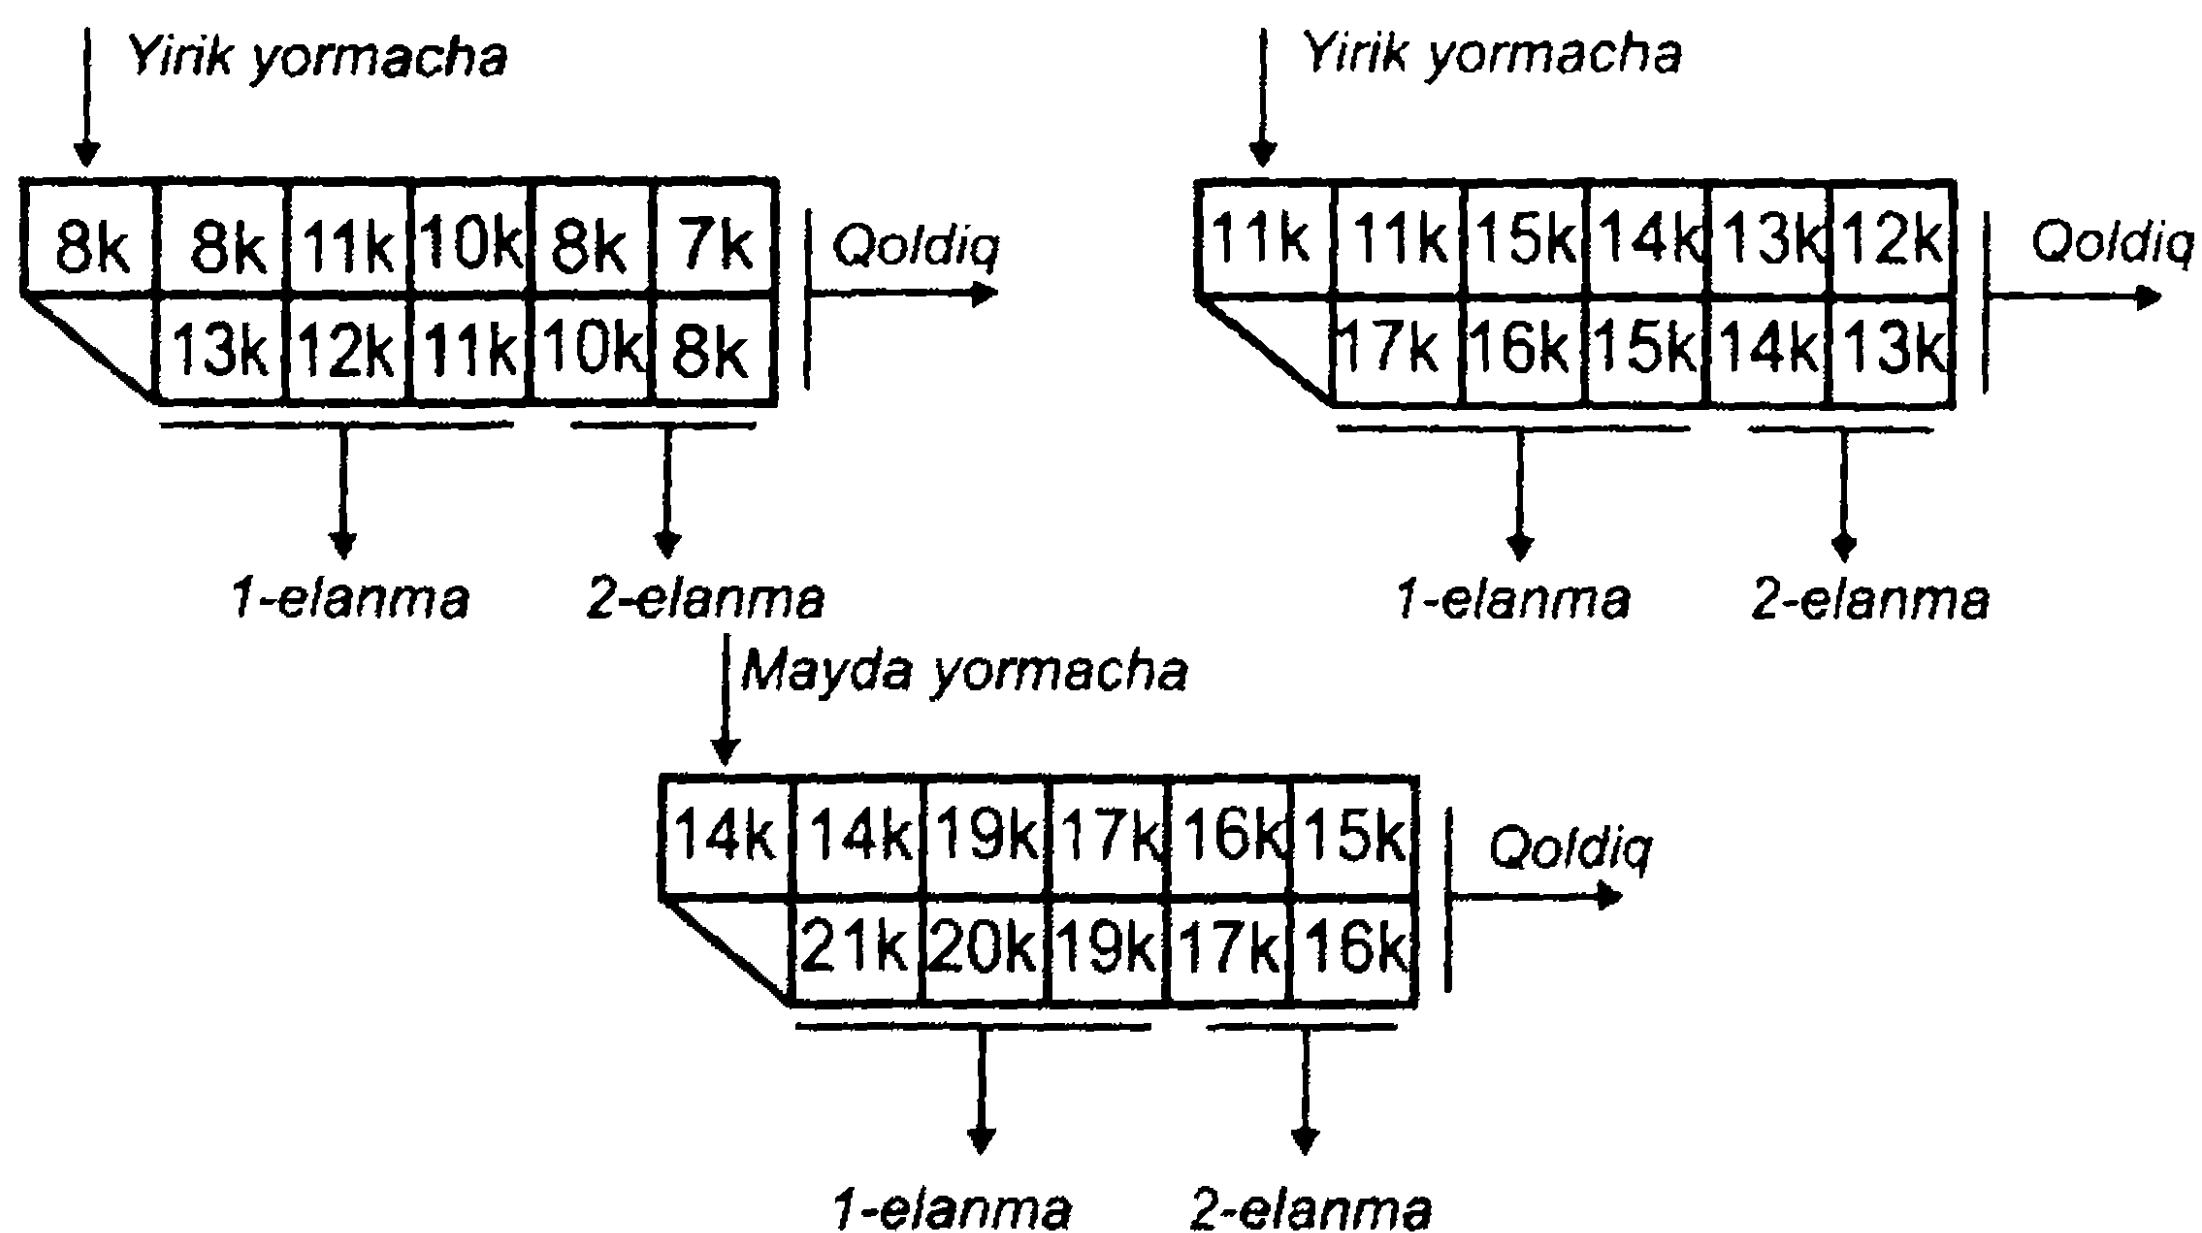 Yirik yormacha
8k 8k 11k 10k 8k 7k
Qoldiq
13k 12k 11k 10k 8k
1-elanma 2-elanma
Yirik yormacha
11k 11k 15k 14k 13k 12k
Qoldiq
17k 16k 15k 14k 13k
1-elanma 2-elanma
Mayda yormacha
14k 14k 19k 17k 16k 15k
Qoldiq
21k 20k 19k 17k 16k
1-elanma 2-elanma